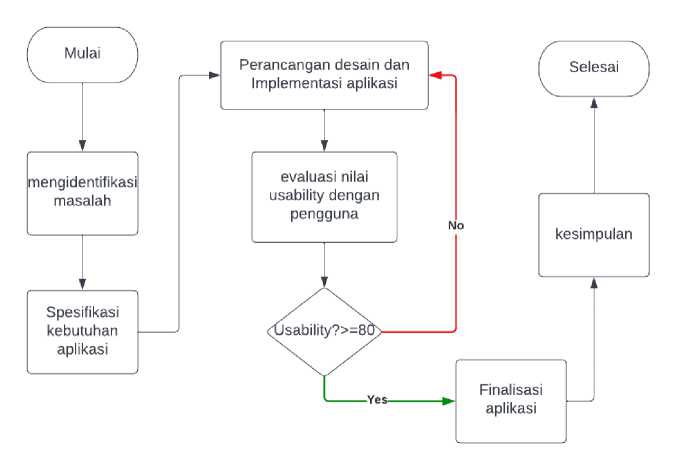 Mulai
mengidentifikasi
masalah
Spesifikasi
kebutuhan
aplikasi
Perancangan desain dan
Implementasi aplikasi
evaluasi nilai
usability dengan
pengguna
Usability?>=80
No
Yes
Finalisasi
aplikasi
kesimpulan
Selesai